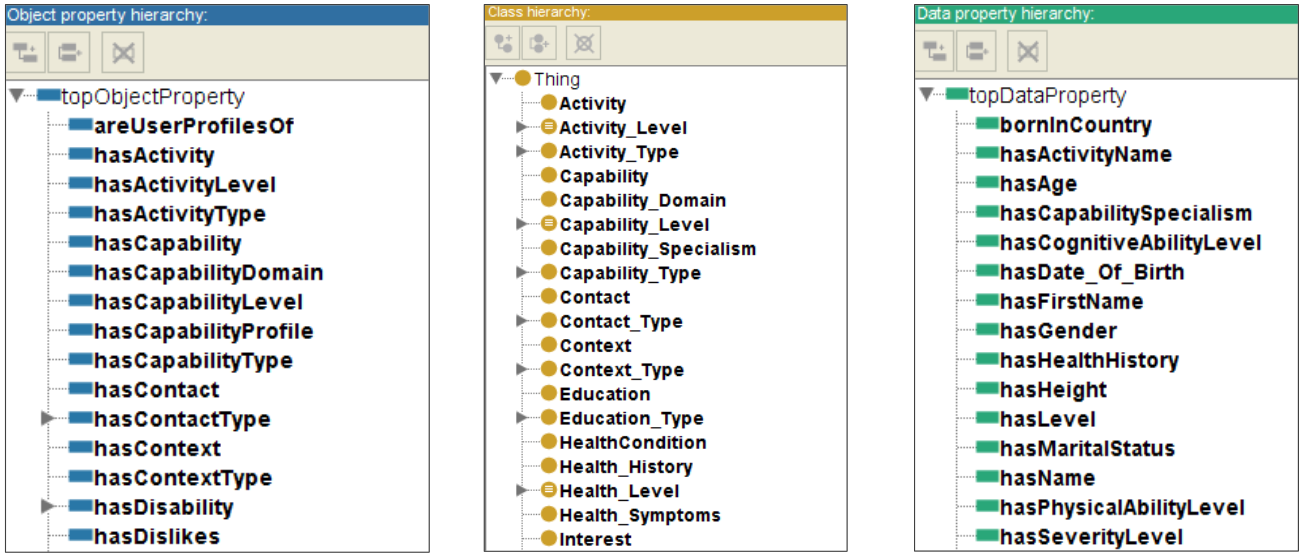 Object property hierarchy:
topObjectProperty
areUserProfilesOf
hasActivity
hasActivityLevel
hasActivityType
hasCapability
hasCapabilityDomain
hasCapabilityLevel
hasCapabilityProfile
hasCapabilityType
hasContact
hasContactType
hasContext
hasContextType
hasDisability
hasDislikes
Class hierarchy:
Thing
Activity
Activity_Level
Activity_Type
Capability
Capability_Domain
Capability_Level
Capability_Specialism
Capability_Type
Contact
Contact_Type
Context
Context_Type
Education
Education_Type
HealthCondition
Health_History
Health_Level
Health_Symptoms
Interest
Data property hierarchy:
topDataProperty
bornInCountry
hasActivityName
hasAge
hasCapabilitySpecialism
hasCognitiveAbilityLevel
hasDate_Of_Birth
hasFirstName
hasGender
hasHealthHistory
hasHeight
hasLevel
hasMaritalStatus
hasName
hasPhysicalAbilityLevel
hasSeverityLevel